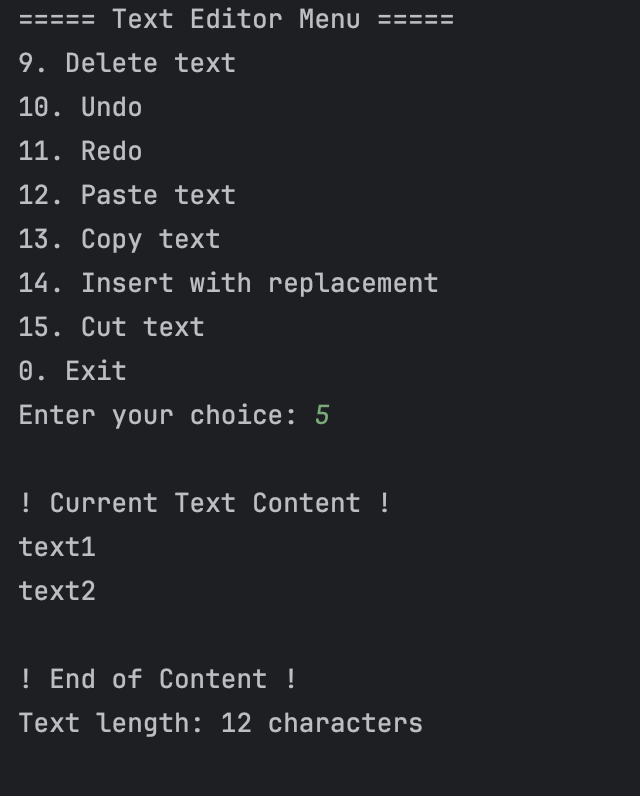 ===== Text Editor Menu =====
9. Delete text
10. Undo
11. Redo
12. Paste text
13. Copy text
14. Insert with replacement
15. Cut text
0. Exit
Enter your choice: 5
! Current Text Content !
text1
text2
! End of Content !
Text length: 12 characters